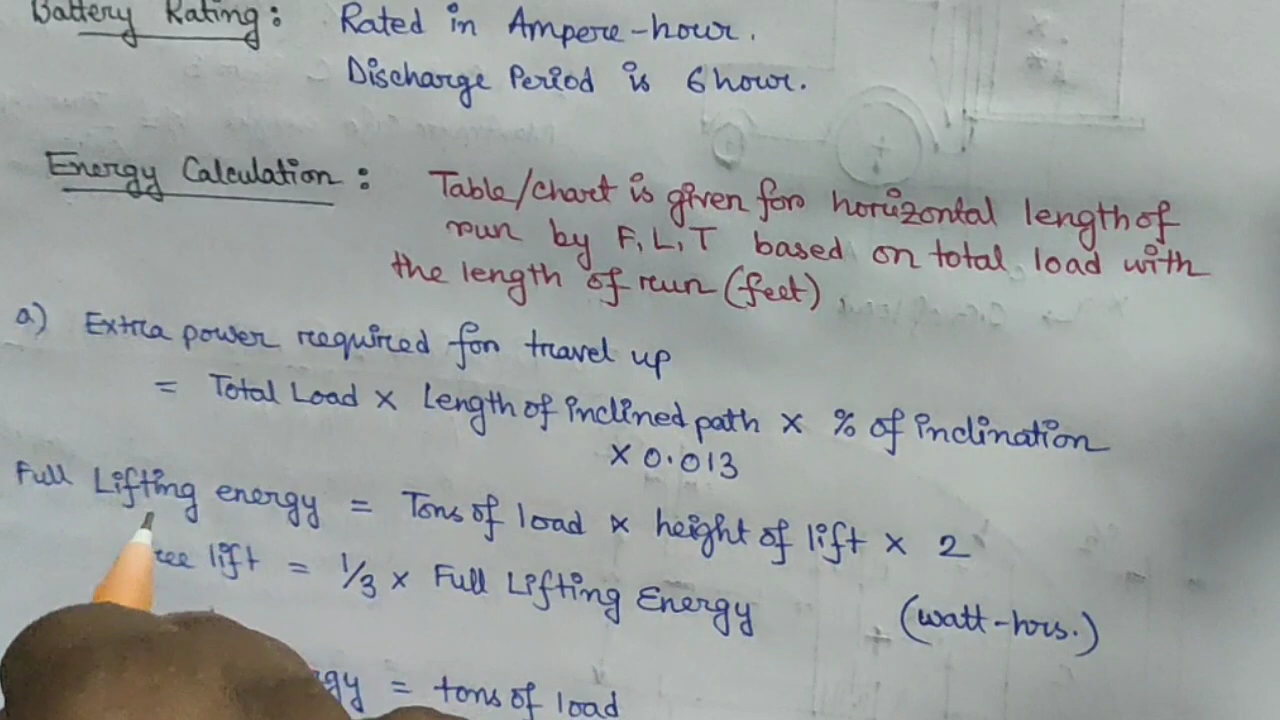 Battery Rating : Rated in Ampere-hour.
Discharge Period is 6 hour.
Energy Calculation : Table/chart is given for horizontal length of
run by F.L.T based on total load with
the length of run (feet)
a) Extra power required for travel up
= Total Load × Length of inclined path × % of inclination
× 0.013
Full Lifting energy = Tons of load × height of lift × 2
lift = 1/3 × Full Lifting Energy (watt-hors.)
= tons of load